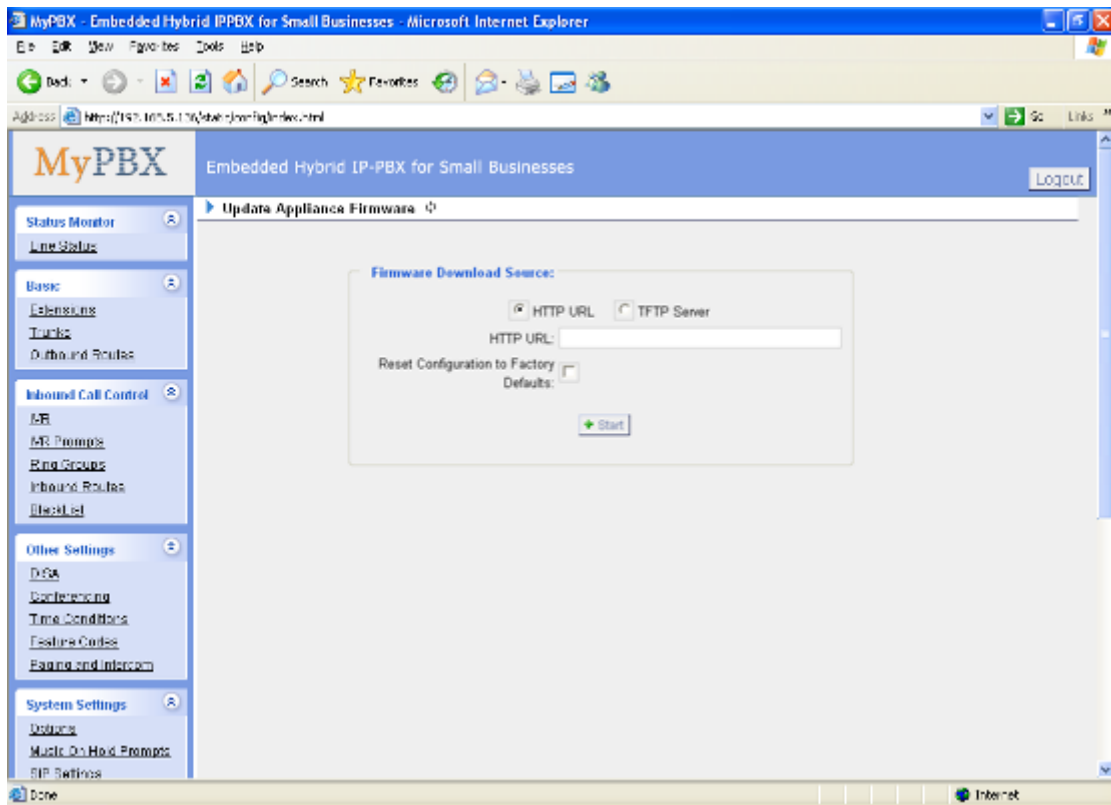 MyPBX - Embedded Hybrid IPPBX for Small Businesses - Microsoft Internet Explorer
Edit View Favorites Tools Help
Back Search Favorites
Address Go Links
MyPBX
Embedded Hybrid IP-PBX for Small Businesses
Logout
Update Appliance Firmware
Status Monitor
Line Status
Basic
Extensions
Trunks
Outbound Routes
Inbound Call Control
IVR
IVR Prompts
Ring Groups
Inbound Routes
BlackList
Other Settings
DISA
Conferencing
Time Conditions
Feature Codes
Paging and Intercom
System Settings
Options
Music On Hold Prompts
SIP Settings
Firmware Download Source:
HTTP URL TFTP Server
HTTP URL:
Reset Configuration to Factory
Defaults:
Start
Done
Internet